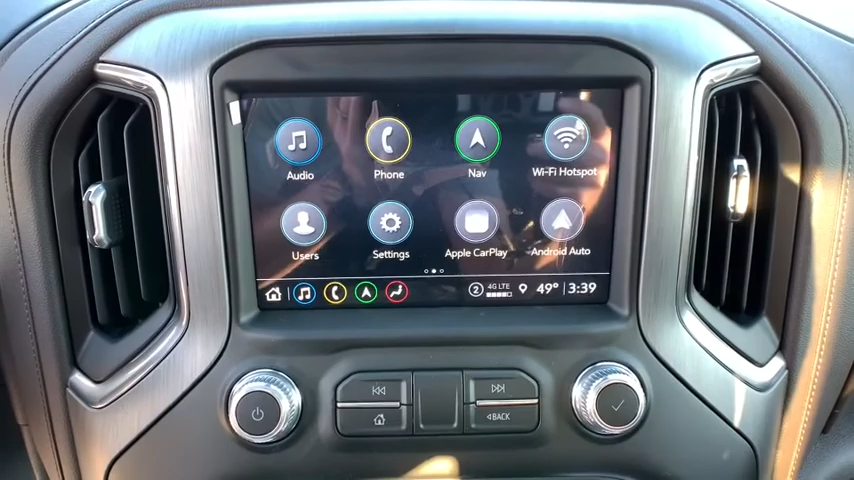 Audio
Phone
Nav
Wi-Fi Hotspot
Users
Settings
Apple CarPlay
Android Auto
2
4G LTE
49°
3:39
BACK